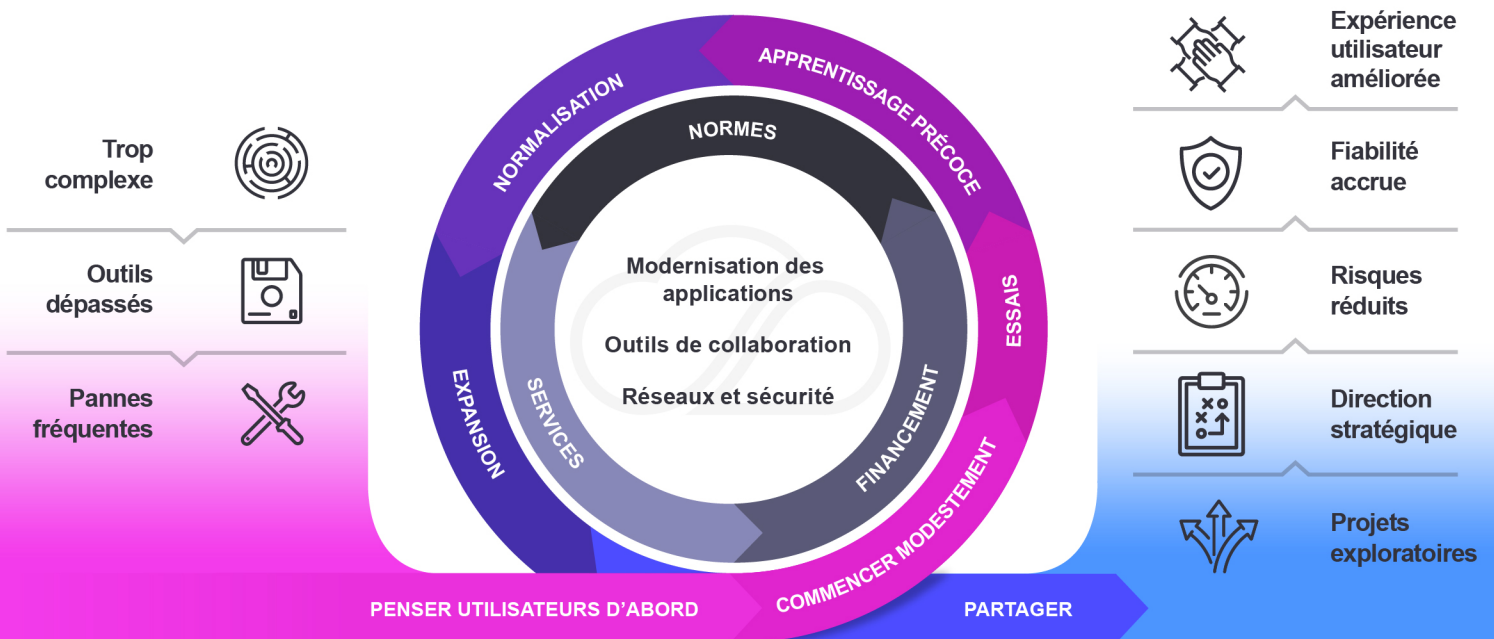 Trop
complexe
Outils
dépassés
Pannes
fréquentes
PENSER UTILISATEURS D’ABORD
COMMENCER MODESTEMENT
ESSAIS
APPRENTISSAGE PRÉCOCE
NORMALISATION
EXPANSION
PARTAGER
NORMES
SERVICES
FINANCEMENT
Modernisation des
applications
Outils de collaboration
Réseaux et sécurité
Expérience
utilisateur
améliorée
Fiabilité
accrue
Risques
réduits
Direction
stratégique
Projets
exploratoires